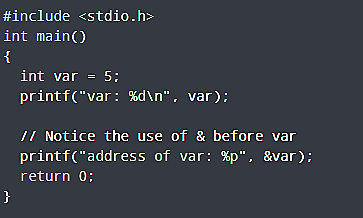 #include <stdio.h>
int main()
{
  int var = 5;
  printf("var: %d\n", var);

  // Notice the use of & before var
  printf("address of var: %p", &var);
  return 0;
}